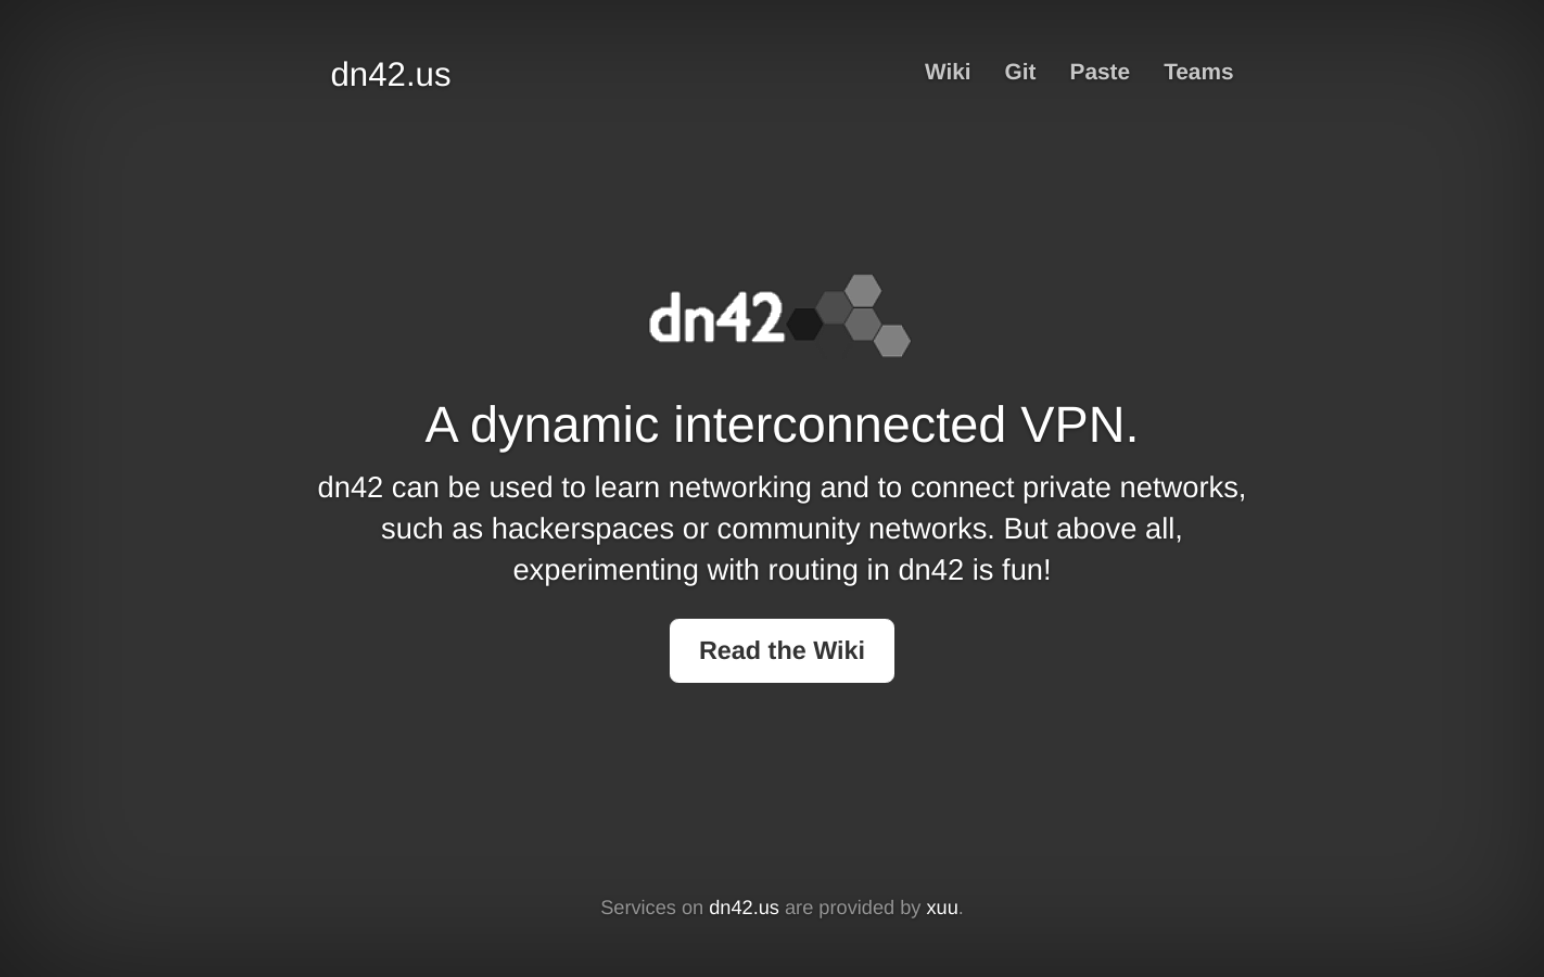 dn42.us
Wiki Git Paste Teams
dn42
A dynamic interconnected VPN.
dn42 can be used to learn networking and to connect private networks,
such as hackerspaces or community networks. But above all,
experimenting with routing in dn42 is fun!
Read the Wiki
Services on dn42.us are provided by xuu.